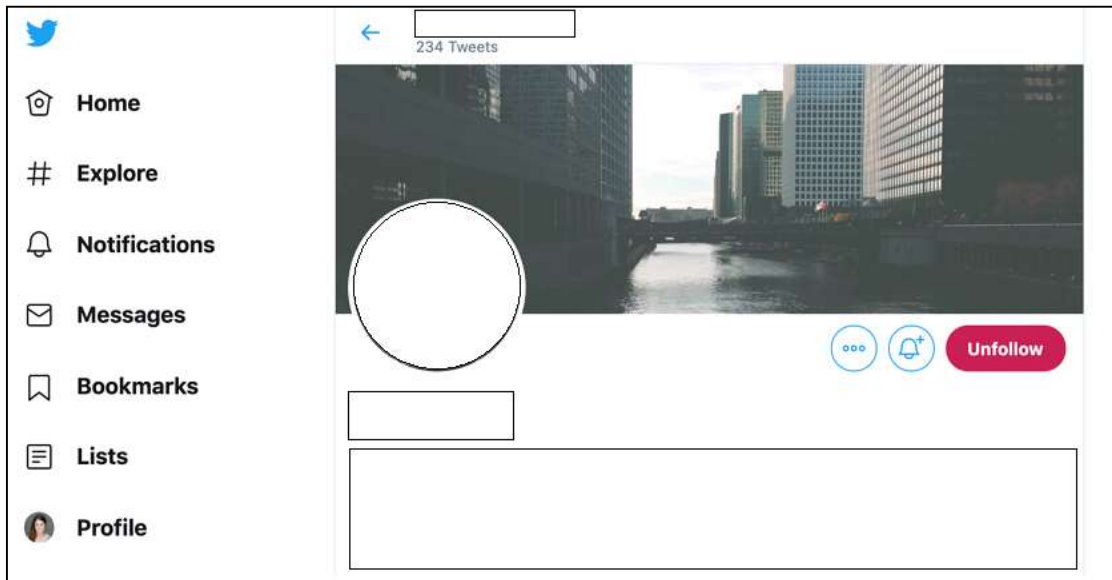 234 Tweets
Home
Explore
Notifications
Messages
Unfollow
Bookmarks
Lists
Profile